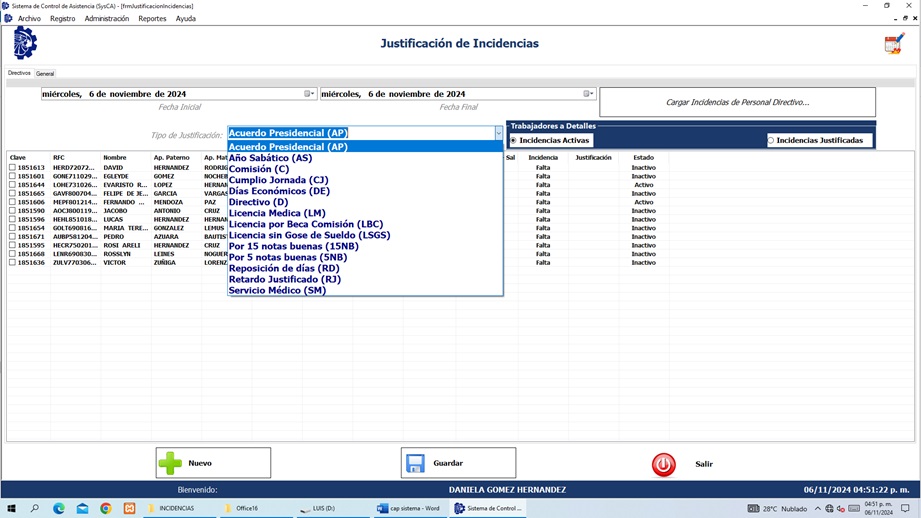 Sistema de Control de Asistencia (SysCA) - [frmJustificacionIncidencias]
Archivo Registro Administración Reportes Ayuda
Justificación de Incidencias
Directivos General
miércoles, 6 de noviembre de 2024 miércoles, 6 de noviembre de 2024
Fecha Inicial Fecha Final
Cargar Incidencias de Personal Directivo...
Tipo de Justificación: Acuerdo Presidencial (AP)
Trabajadores a Detalles
Incidencias Activas Incidencias Justificadas
Acuerdo Presidencial (AP)
Año Sabático (AS)
Comisión (C)
Cumplio Jornada (CJ)
Días Económicos (DE)
Directivo (D)
Licencia Medica (LM)
Licencia por Beca Comisión (LBC)
Licencia sin Gose de Sueldo (LSGS)
Por 15 notas buenas (15NB)
Por 5 notas buenas (5NB)
Reposición de días (RD)
Retardo Justificado (RJ)
Servicio Médico (SM)
Clave RFC Nombre Ap. Paterno Ap. Mat Sal Incidencia Justificación Estado
1851613 HERD72072... DAVID HERNANDEZ RODRIG Falta Inactivo
1851601 GONE711029... EGLEYDE GOMEZ NOCHEB Falta Inactivo
1851644 LOHE731026... EVARISTO R... LOPEZ HERNAN Falta Activo
1851665 GAVF800704... FELIPE DE JE... GARCIA VARGAS Falta Inactivo
1851606 MEPF801214... FERNANDO ... MENDOZA PAZ Falta Activo
1851590 AOCJ800119... JACOBO ANTONIO CRUZ Falta Inactivo
1851596 HEHL851018... LUCAS HERNANDEZ HERNAN Falta Inactivo
1851654 GOLT690816... MARIA TERE... GONZALEZ LEMUS Falta Inactivo
1851671 AUBP581204... PEDRO AZUARA BAUTIS Falta Inactivo
1851595 HECR750201... ROSI ARELI HERNANDEZ CRUZ Falta Inactivo
1851668 LENR690830... ROSSLYN LEINES NOGUER Falta Inactivo
1851636 ZULV770306... VICTOR ZUÑIGA LORENZ Falta Inactivo
Nuevo Guardar Salir
Bienvenido: DANIELA GOMEZ HERNANDEZ 06/11/2024 04:51:22 p. m.
INCIDENCIAS Office16 LUIS (D:) cap sistema - Word Sistema de Control ... 28°C Nublado 04:51 p. m.
06/11/2024